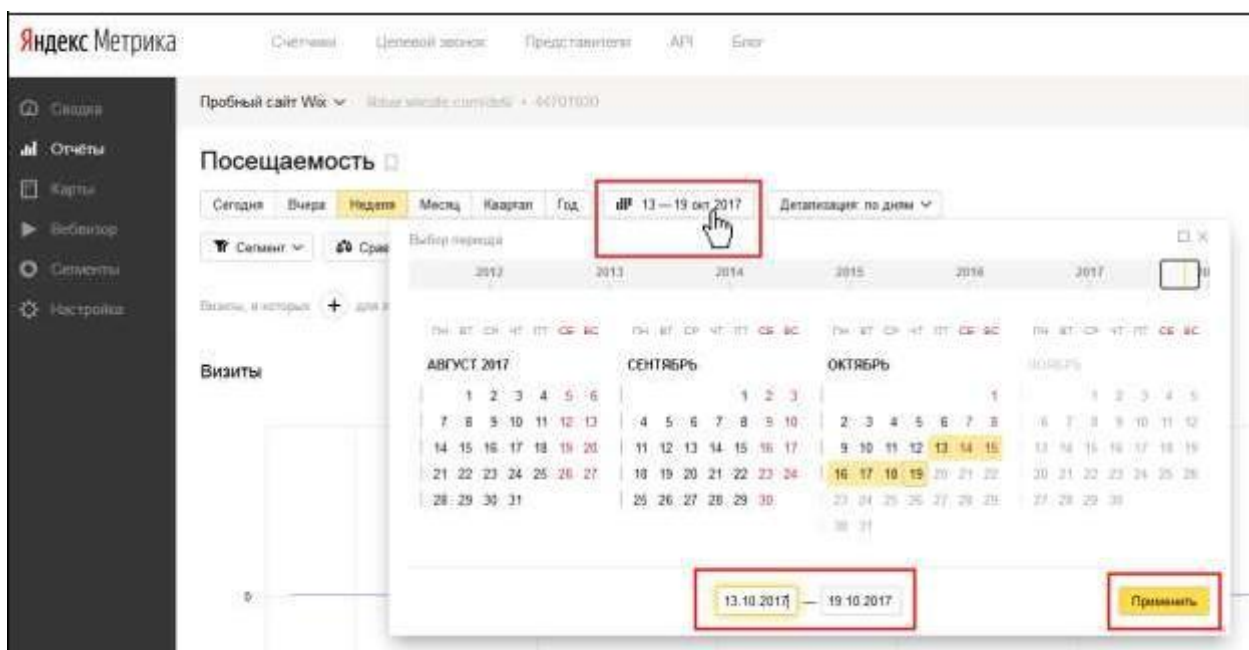 Яндекс Метрика
Счетчики Целевой звонок Представители API Блог
Сводка
Отчёты
Карты
Вебвизор
Сегменты
Настройка
Пробный сайт Wix
Посещаемость
Сегодня Вчера Неделя Месяц Квартал Год 13 — 19 окт 2017 Детализация: по дням
Сегмент Срав
Визиты, в которых + для
Выбор периода
2012 2013 2014 2015 2016 2017
ПН ВТ СР ЧТ ПТ СБ ВС ПН ВТ СР ЧТ ПТ СБ ВС ПН ВТ СР ЧТ ПТ СБ ВС ПН ВТ СР ЧТ ПТ СБ ВС
Визиты
АВГУСТ 2017 СЕНТЯБРЬ ОКТЯБРЬ НОЯБРЬ
1 2 3 4 5 6 1 2 3 1 1 2 3 4 5
7 8 9 10 11 12 13 4 5 6 7 8 9 10 2 3 4 5 6 7 8 6 7 8 9 10 11 12
14 15 16 17 18 19 20 11 12 13 14 15 16 17 9 10 11 12 13 14 15 13 14 15 16 17 18 19
21 22 23 24 25 26 27 18 19 20 21 22 23 24 16 17 18 19 20 21 22 20 21 22 23 24 25 26
28 29 30 31 25 26 27 28 29 30 23 24 25 26 27 28 29 27 28 29 30
30 31
0
13.10.2017 — 19.10.2017
Применить